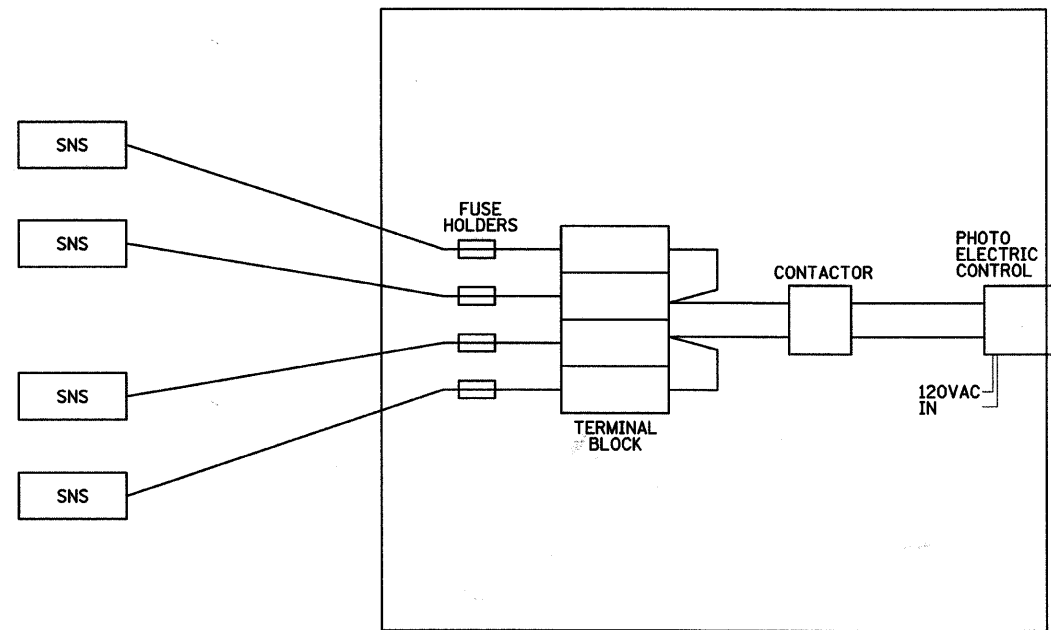 SNS
SNS
SNS
SNS
FUSE
HOLDERS
TERMINAL
BLOCK
CONTACTOR
PHOTO
ELECTRIC
CONTROL
120VAC
IN